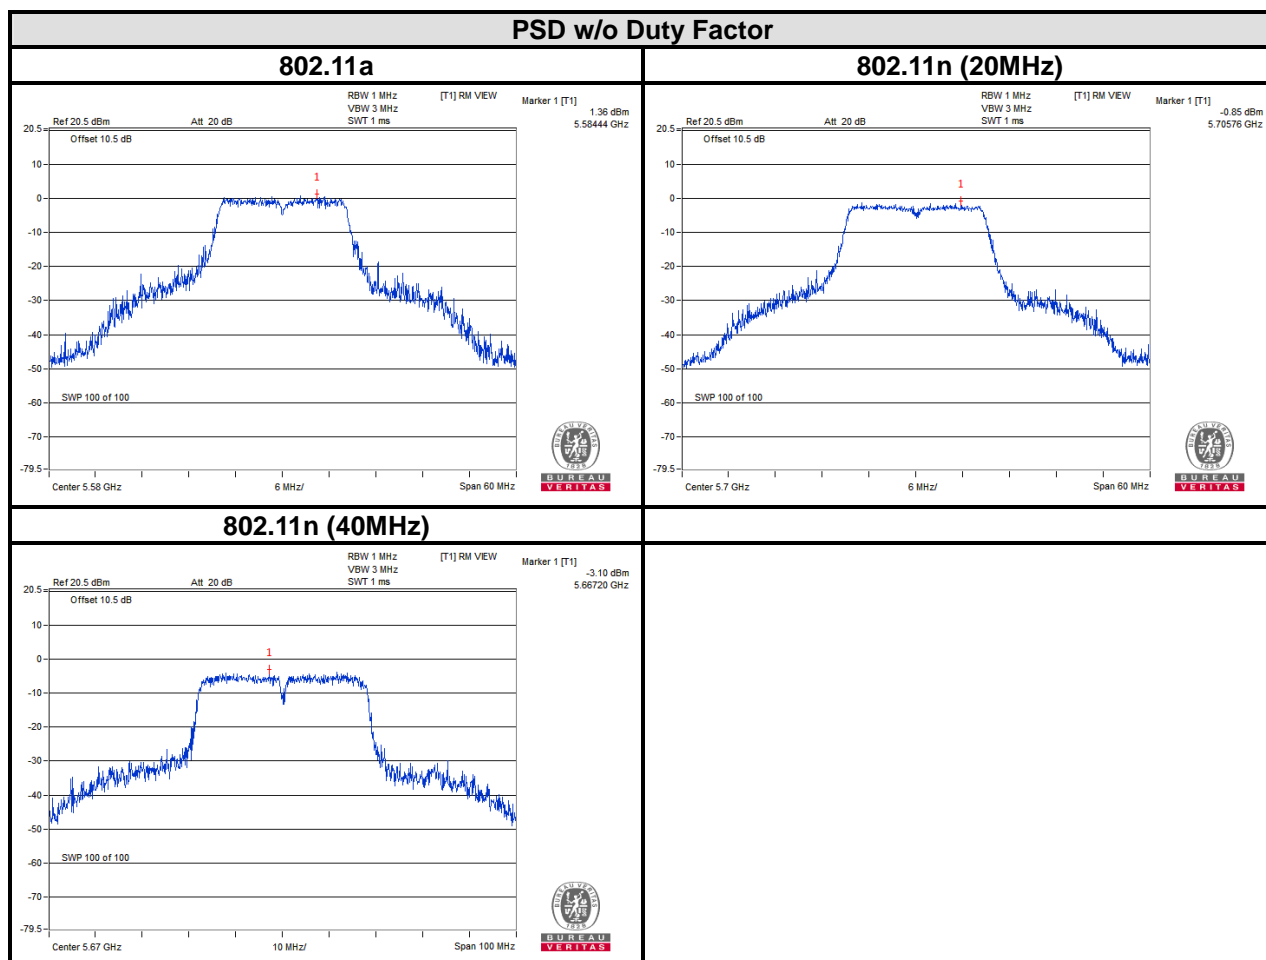 PSD w/o Duty Factor
802.11a
802.11n (20MHz)
RBW 1 MHz
[T1] RM VIEW
Marker 1 [T1]
VBW 3 MHz
1.36 dBm
Ref 20.5 dBm
Att 20 dB
SWT 1 ms
5.58444 GHz
20.5
Offset 10.5 dB
10
0
-10
-20
-30
-40
-50
-60
-70
-79.5
1
SWP 100 of 100
Center 5.58 GHz
6 MHz/
Span 60 MHz
BUREAU VERITAS
1828
BUREAU
VERITAS
RBW 1 MHz
[T1] RM VIEW
Marker 1 [T1]
VBW 3 MHz
-0.85 dBm
Ref 20.5 dBm
Att 20 dB
SWT 1 ms
5.70576 GHz
20.5
Offset 10.5 dB
10
0
-10
-20
-30
-40
-50
-60
-70
-79.5
1
SWP 100 of 100
Center 5.7 GHz
6 MHz/
Span 60 MHz
BUREAU VERITAS
1828
BUREAU
VERITAS
802.11n (40MHz)
RBW 1 MHz
[T1] RM VIEW
Marker 1 [T1]
VBW 3 MHz
-3.10 dBm
Ref 20.5 dBm
Att 20 dB
SWT 1 ms
5.66720 GHz
20.5
Offset 10.5 dB
10
0
-10
-20
-30
-40
-50
-60
-70
-79.5
1
SWP 100 of 100
Center 5.67 GHz
10 MHz/
Span 100 MHz
BUREAU VERITAS
1828
BUREAU
VERITAS